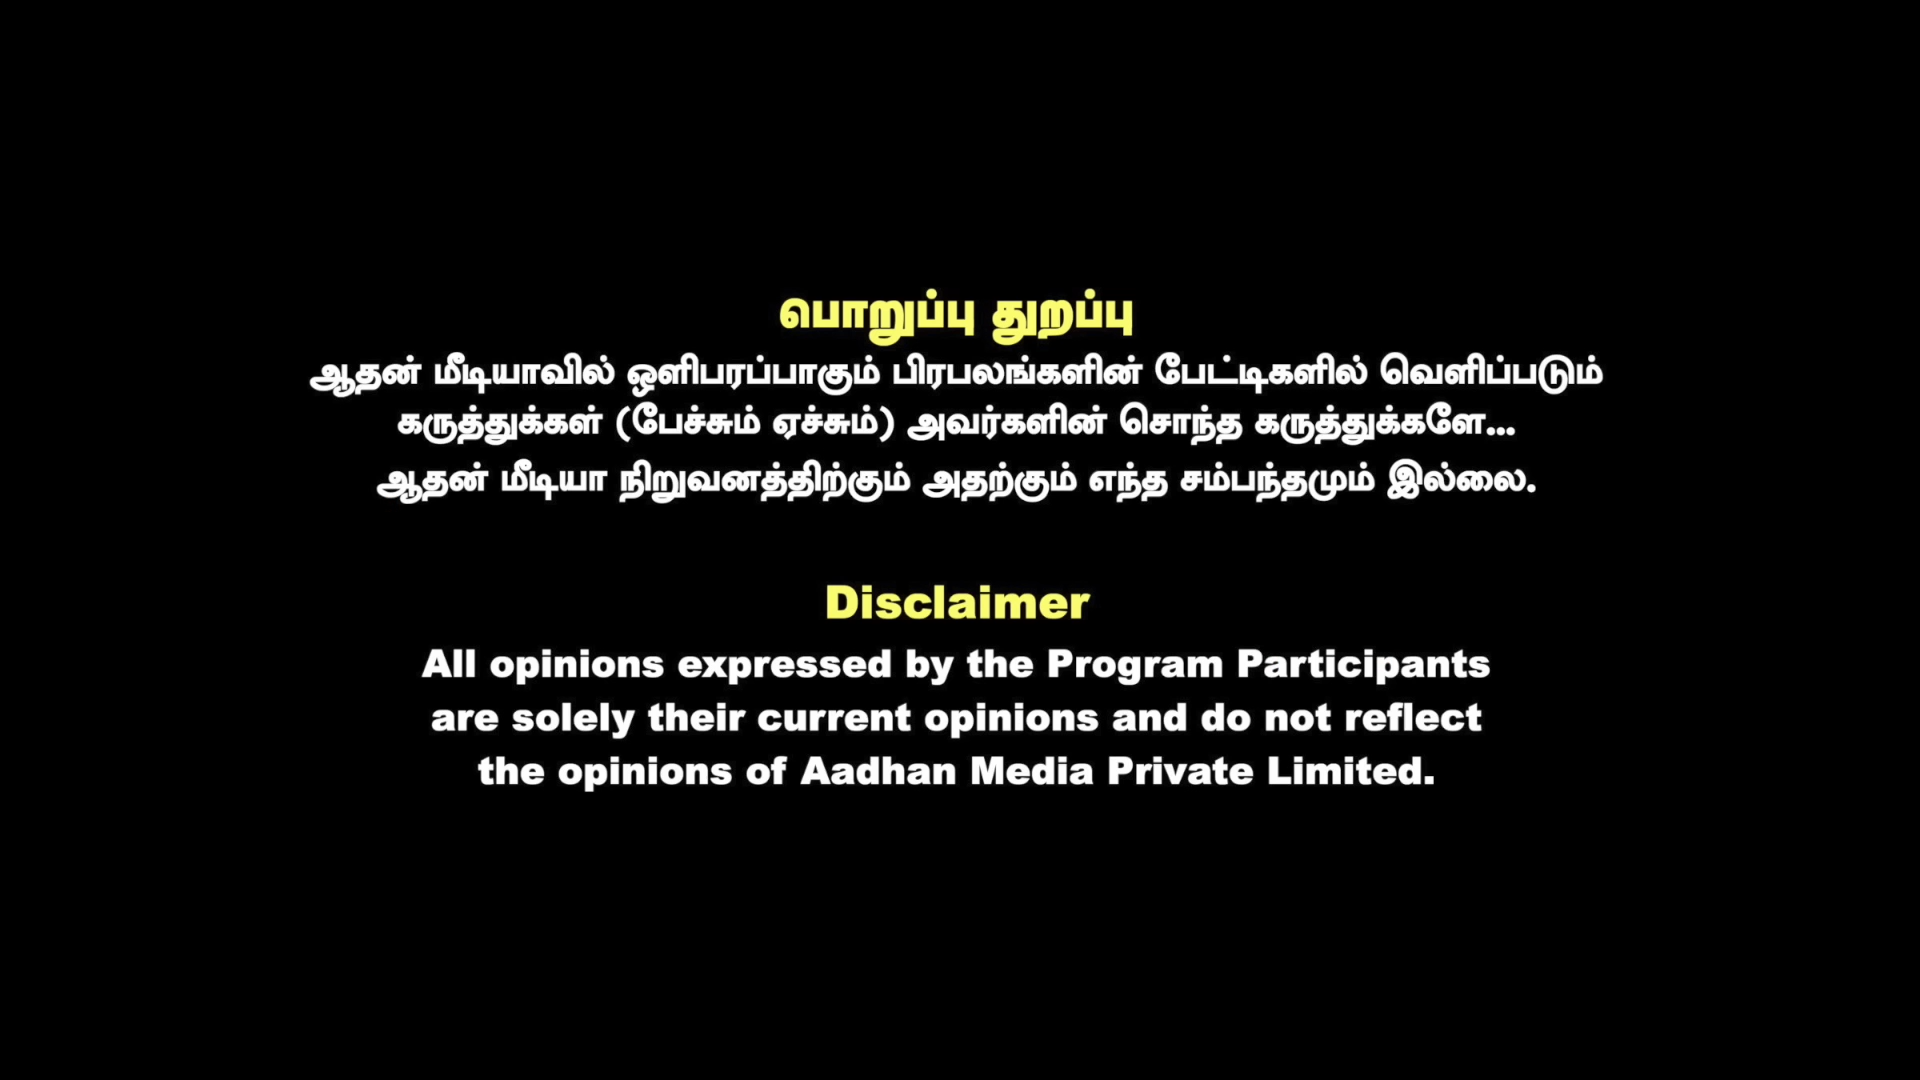 பொறுப்பு துறப்பு
ஆதன் மீடியாவில் ஒளிபரப்பாகும் பிரபலங்களின் பேட்டிகளில் வெளிப்படும்
கருத்துக்கள் (பேச்சும் ஏச்சும்) அவர்களின் சொந்த கருத்துக்களே...
ஆதன் மீடியா நிறுவனத்திற்கும் அதற்கும் எந்த சம்பந்தமும் இல்லை.
Disclaimer
All opinions expressed by the Program Participants
are solely their current opinions and do not reflect
the opinions of Aadhan Media Private Limited.